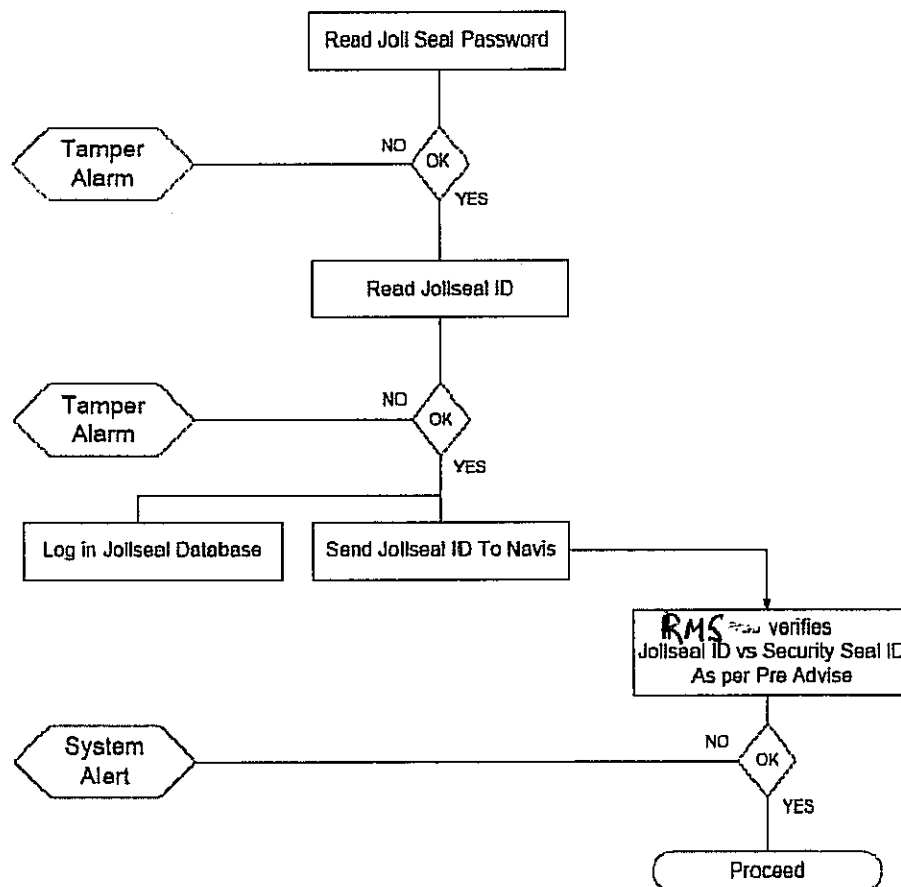 Read Joll Seal Password
NO
OK
Tamper
Alarm
YES
Read Jollseal ID
NO
OK
Tamper
Alarm
YES
Log in Jollseal Database
Send Jollseal ID To Navis
RMS verifies
Jollseal ID vs Security Seal ID
As per Pre Advise
NO
OK
System
Alert
YES
Proceed